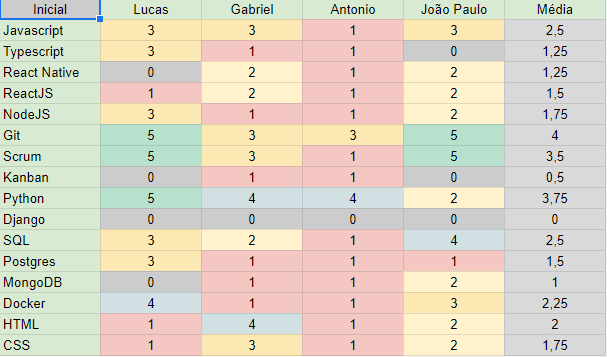 Inicial Lucas Gabriel Antonio João Paulo Média
Javascript 3 3 1 3 2,5
Typescript 3 1 1 0 1,25
React Native 0 2 1 2 1,25
ReactJS 1 2 1 2 1,5
NodeJS 3 1 1 2 1,75
Git 5 3 3 5 4
Scrum 5 3 1 5 3,5
Kanban 0 1 1 0 0,5
Python 5 4 4 2 3,75
Django 0 0 0 0 0
SQL 3 2 1 4 2,5
Postgres 3 1 1 1 1,5
MongoDB 0 1 1 2 1
Docker 4 1 1 3 2,25
HTML 1 4 1 2 2
CSS 1 3 1 2 1,75